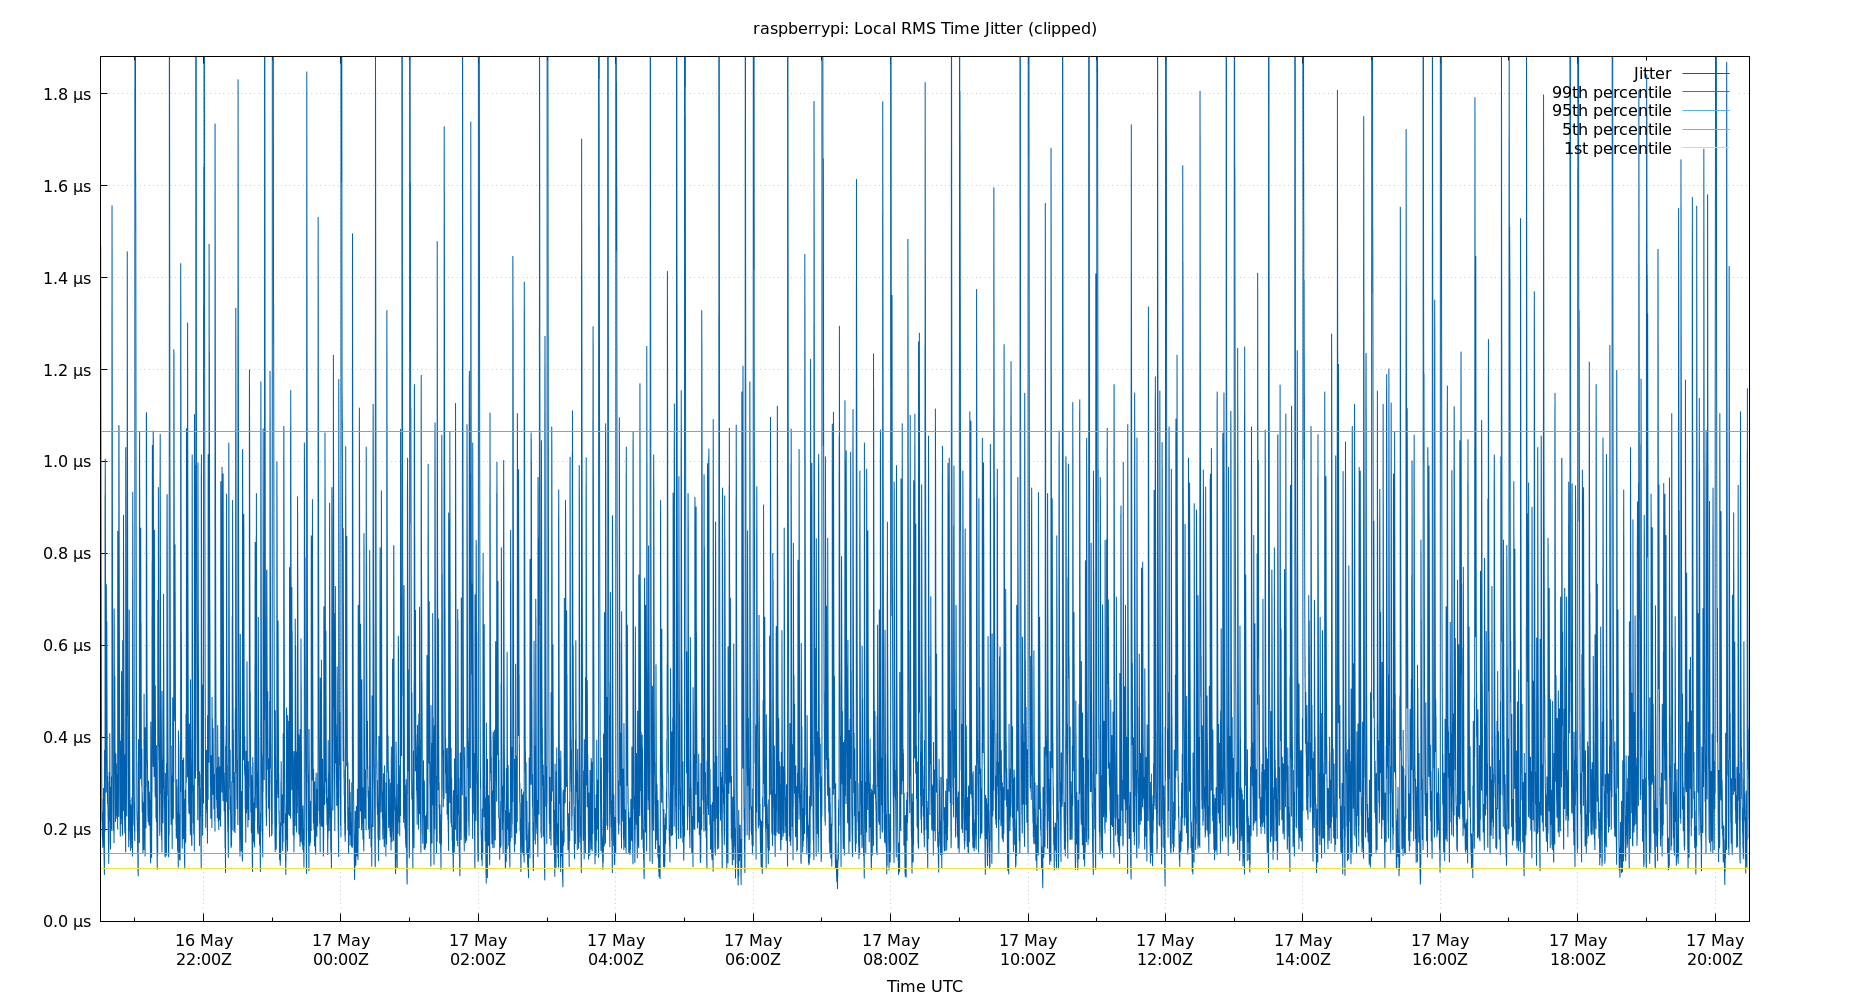 raspberrypi: Local RMS Time Jitter (clipped)
Jitter
99th percentile
95th percentile
5th percentile
1st percentile
1.8 µs
1.6 µs
1.4 µs
1.2 µs
1.0 µs
0.8 µs
0.6 µs
0.4 µs
0.2 µs
0.0 µs
16 May 17 May 17 May 17 May 17 May 17 May 17 May 17 May 17 May 17 May 17 May 17 May
22:00Z 00:00Z 02:00Z 04:00Z 06:00Z 08:00Z 10:00Z 12:00Z 14:00Z 16:00Z 18:00Z 20:00Z
Time UTC